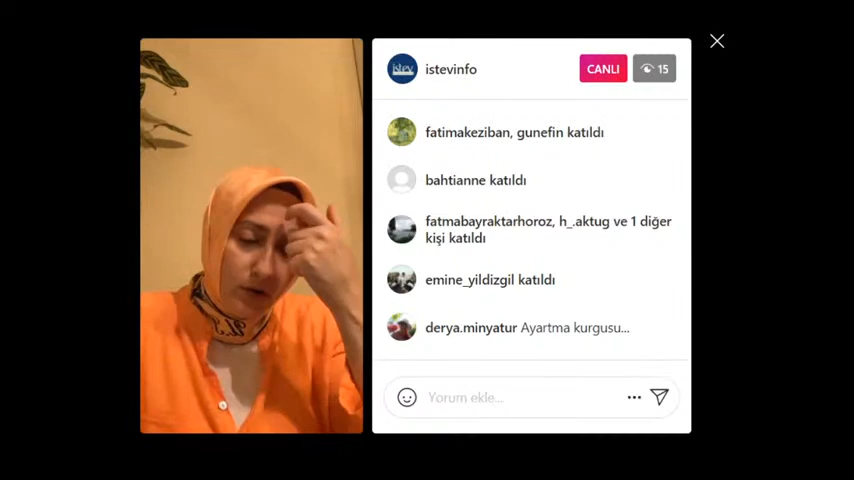 istev
istevinfo
CANLI
15
fatimakeziban, gunefin katıldı
bahtianne katıldı
fatmabayraktarhoroz, h_.aktug ve 1 diğer
kişi katıldı
emine_yildizgil katıldı
derya.minyatur Ayartma kurgusu...
Yorum ekle...